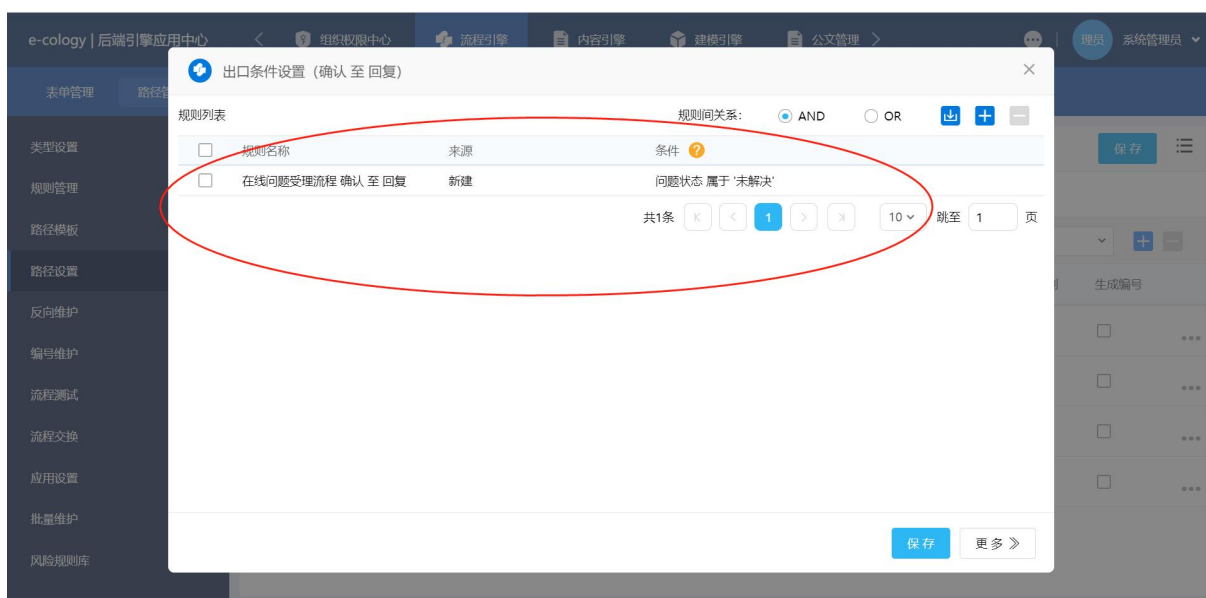 e-cology | 后端引擎应用中心 组织权限中心 流程引擎 内容引擎 建模引擎 公文管理 理员 系统管理员
出口条件设置 (确认 至 回复)
表单管理
规则列表 规则间关系: AND OR
类型设置 规则名称 来源 条件 ? 保存
规则管理 在线问题受理流程 确认 至 回复 新建 问题状态 属于 '未解决'
路径模板 共1条 1 10 跳至 1 页
路径设置 生成编号
反向维护
编号维护
流程测试
流程交换
应用设置
批量维护
保存 更多
风险规则库